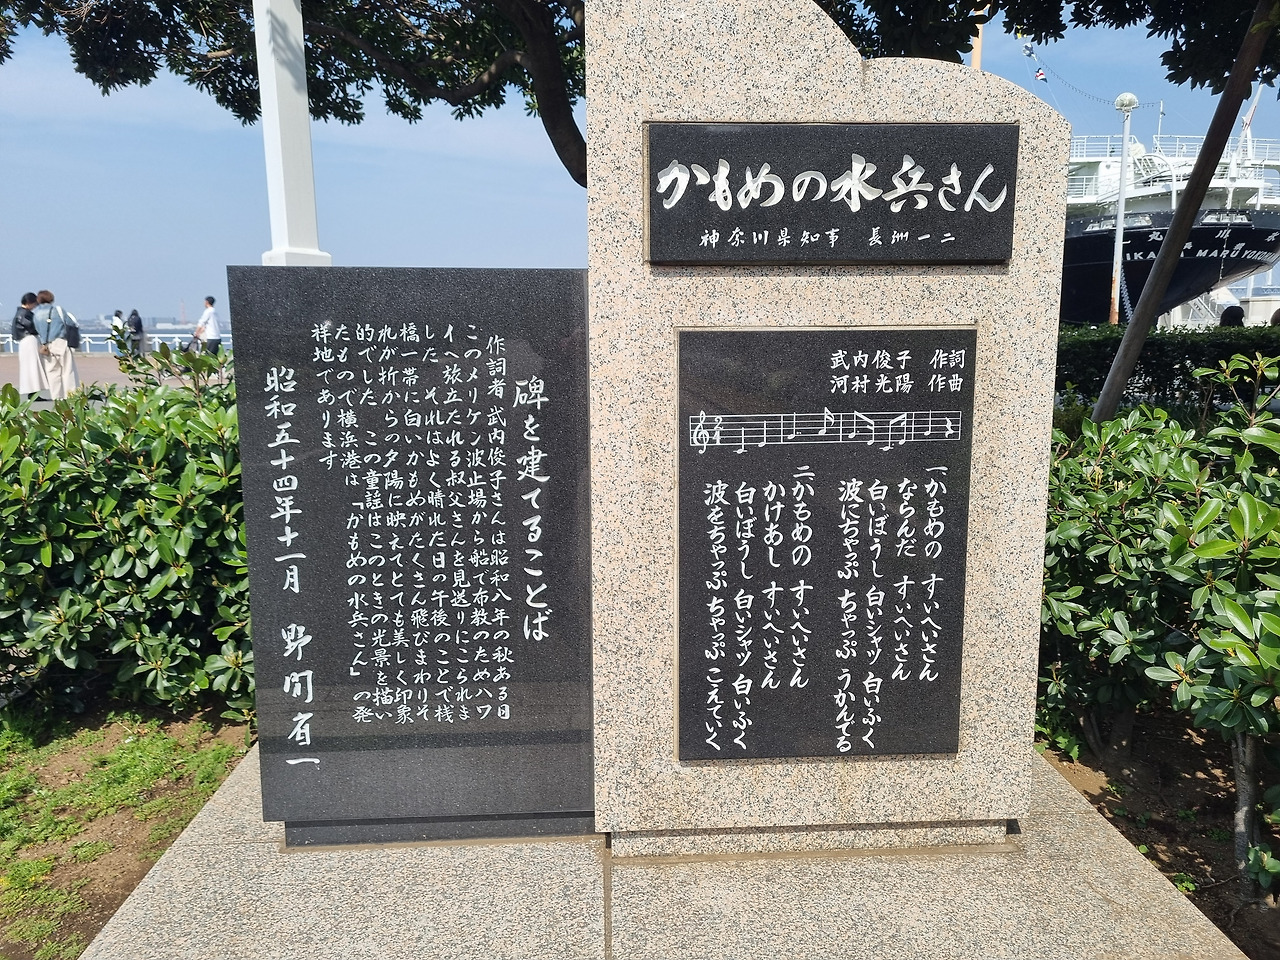 かもめの水兵さん
神奈川県知事 長洲一二
武内俊子 作詞
河村光陽 作曲
一 かもめの すいへいさん
ならんだ すいへいさん
白いぼうし 白いシャツ 白いふく
波にちゃっぷ ちゃっぷ うかんでる
二 かもめの すいへいさん
かけあし すいへいさん
白いぼうし 白いシャツ 白いふく
波をちゃっぷ ちゃっぷ こえていく
碑を建てることば
作詞者 武内俊子さんは昭和八年の秋ある日
このメリケン波止場から船で布教のためハワ
イへ旅立たれる叔父さんを見送りにこられま
した それはよく晴れた日の午後のことで桟
橋一帯に白いかもめがたくさん飛びまわりそ
れが折からの夕陽に映えてとても美しく印象
的でした この童謡はこのときの光景を描い
たもので横浜港は「かもめの水兵さん」の発
祥地であります
昭和五十四年十一月 野間有一
MARU